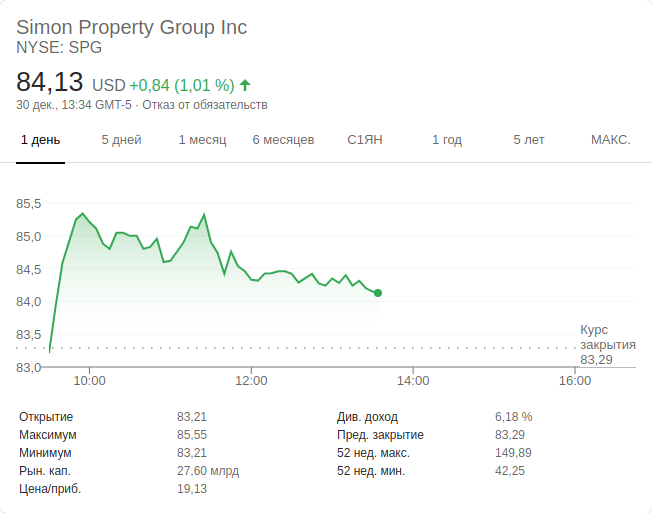 Simon Property Group Inc
NYSE: SPG
84,13 USD +0,84 (1,01 %)
30 дек., 13:34 GMT-5 · Отказ от обязательств
1 день 5 дней 1 месяц 6 месяцев С1ЯН 1 год 5 лет МАКС.
85,5
85,0
84,5
84,0
83,5
83,0
Курс
закрытия
83,29
10:00 12:00 14:00 16:00
Открытие 83,21 Див. доход 6,18 %
Максимум 85,55 Пред. закрытие 83,29
Минимум 83,21 52 нед. макс. 149,89
Рын. кап. 27,60 млрд 52 нед. мин. 42,25
Цена/приб. 19,13